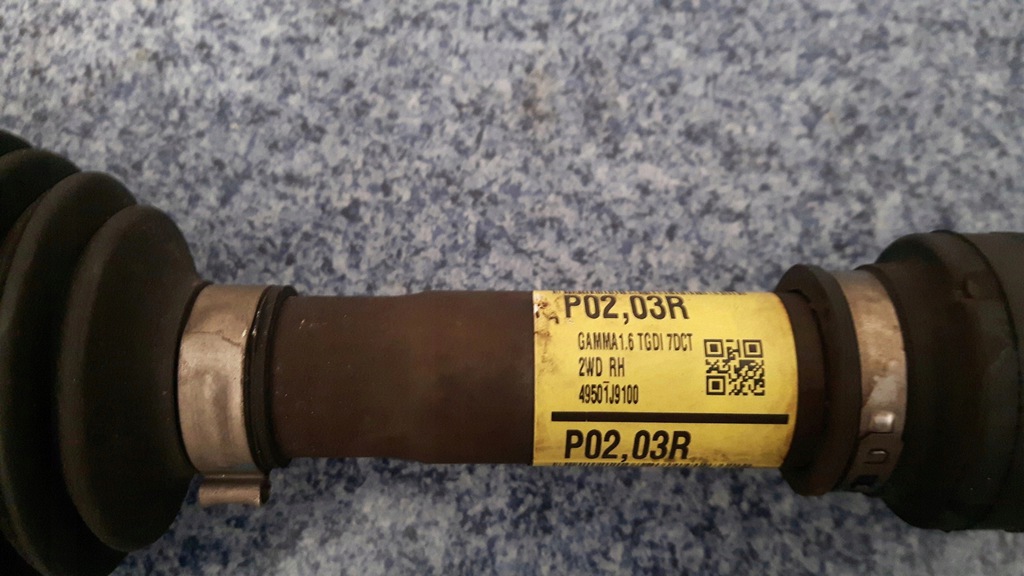 P02,03R
GAMMA1.6 TGDI 7DCT
2WD RH
49501J9100
P02,03R